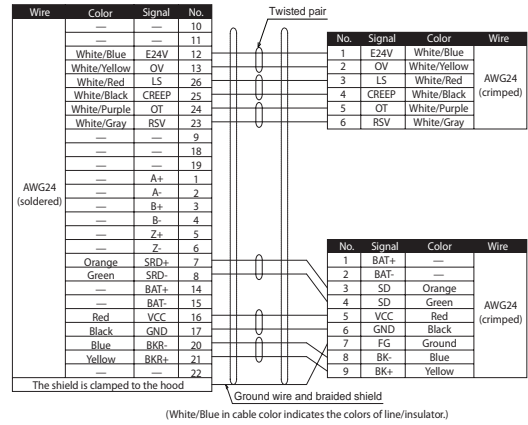 Wire Color Signal No.
— — 10
— — 11
White/Blue E24V 12
White/Yellow OV 13
White/Red LS 26
White/Black CREEP 25
White/Purple OT 24
White/Gray RSV 23
— — 9
— — 18
— — 19
— A+ 1
— A- 2
— B+ 3
— B- 4
— Z+ 5
— Z- 6
Orange SRD+ 7
Green SRD- 8
— BAT+ 14
— BAT- 15
Red VCC 16
Black GND 17
Blue BKR- 20
Yellow BKR+ 21
— — 22
AWG24
(soldered)
The shield is clamped to the hood
Twisted pair
No. Signal Color Wire
1 E24V White/Blue
2 OV White/Yellow
3 LS White/Red
4 CREEP White/Black
5 OT White/Purple
6 RSV White/Gray
AWG24
(crimped)
No. Signal Color Wire
1 BAT+ —
2 BAT- —
3 SD Orange
4 SD Green
5 VCC Red
6 GND Black
7 FG Ground
8 BK- Blue
9 BK+ Yellow
AWG24
(crimped)
Ground wire and braided shield
(White/Blue in cable color indicates the colors of line/insulator.)